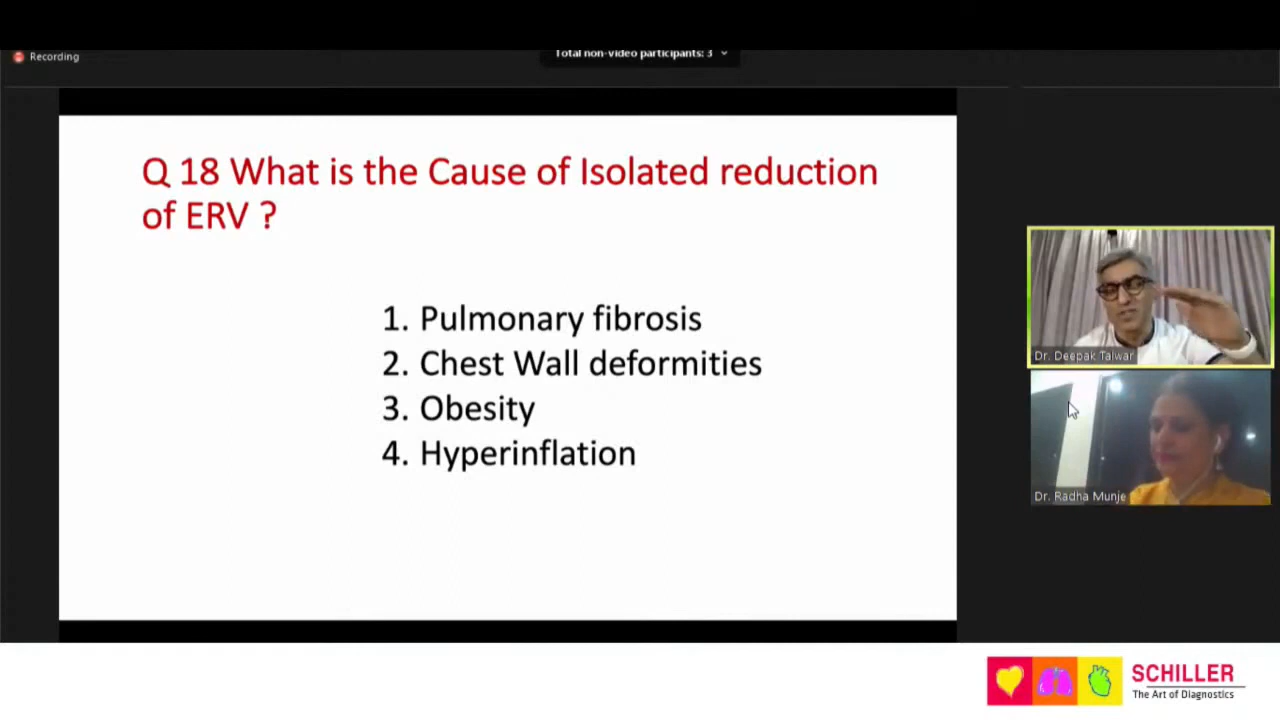 Recording
Total non-video participants: 3
Q 18 What is the Cause of Isolated reduction
of ERV ?
1. Pulmonary fibrosis
2. Chest Wall deformities
3. Obesity
4. Hyperinflation
Dr. Deepak Talwar
Dr. Radha Munje
SCHILLER
The Art of Diagnostics